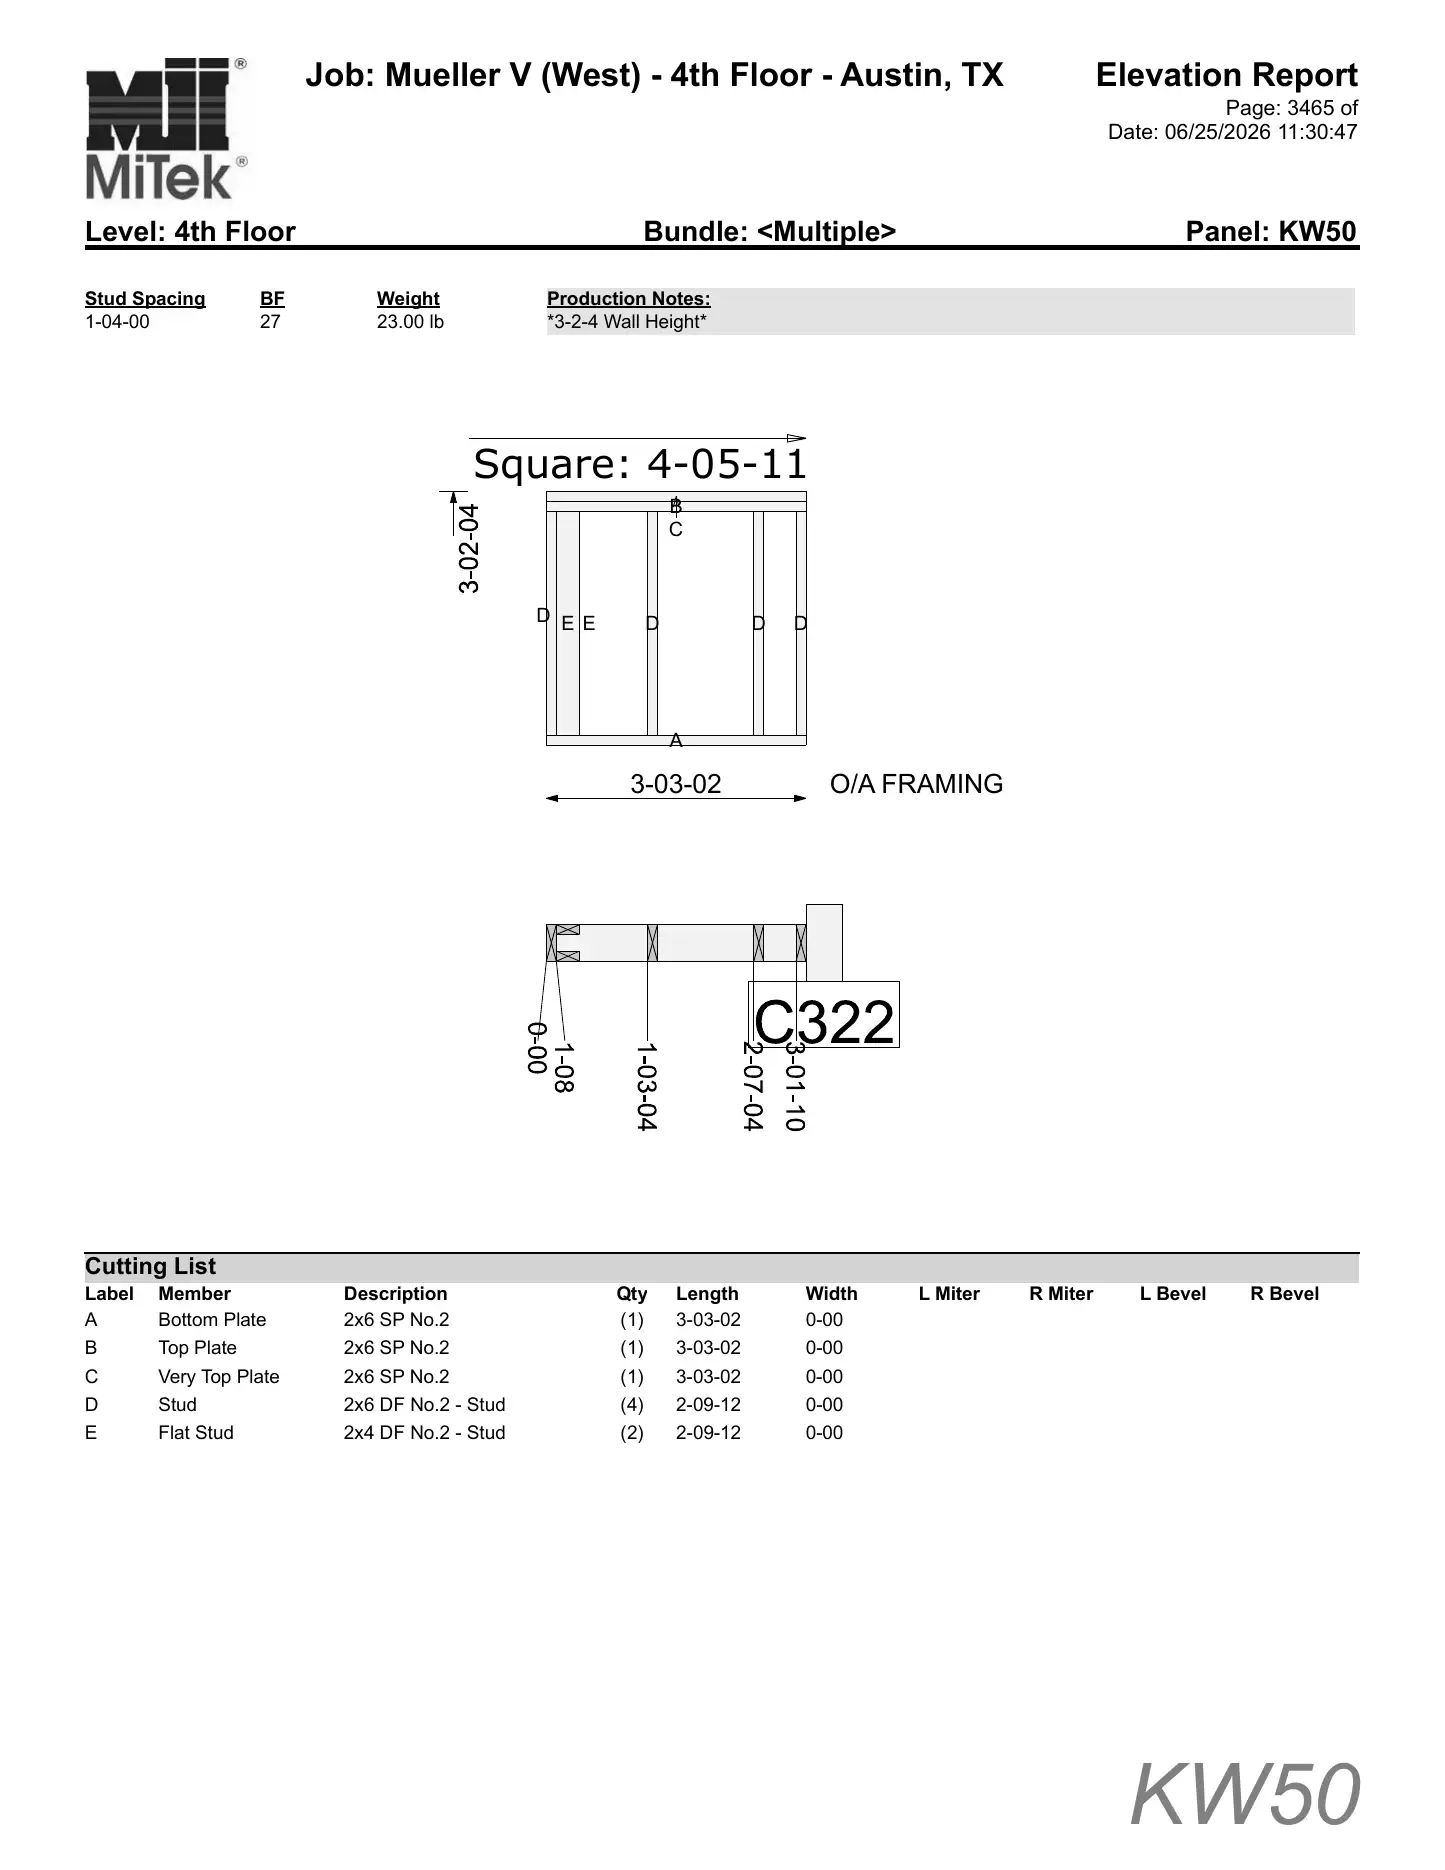 Job: Mueller V (West) - 4th Floor - Austin, TX
Elevation Report
Page: 3465 of
Date: 06/25/2026 11:30:47
MiTek®
Level: 4th Floor Bundle: <Multiple> Panel: KW50
Stud Spacing BF Weight Production Notes:
1-04-00 27 23.00 lb *3-2-4 Wall Height*
Square: 4-05-11
3-02-04
B
C
D E E D D D
A
3-03-02 O/A FRAMING
C322
0-00 1-08 1-03-04 2-07-04 3-01-10
Cutting List
Label Member Description Qty Length Width L Miter R Miter L Bevel R Bevel
A Bottom Plate 2x6 SP No.2 (1) 3-03-02 0-00
B Top Plate 2x6 SP No.2 (1) 3-03-02 0-00
C Very Top Plate 2x6 SP No.2 (1) 3-03-02 0-00
D Stud 2x6 DF No.2 - Stud (4) 2-09-12 0-00
E Flat Stud 2x4 DF No.2 - Stud (2) 2-09-12 0-00
KW50